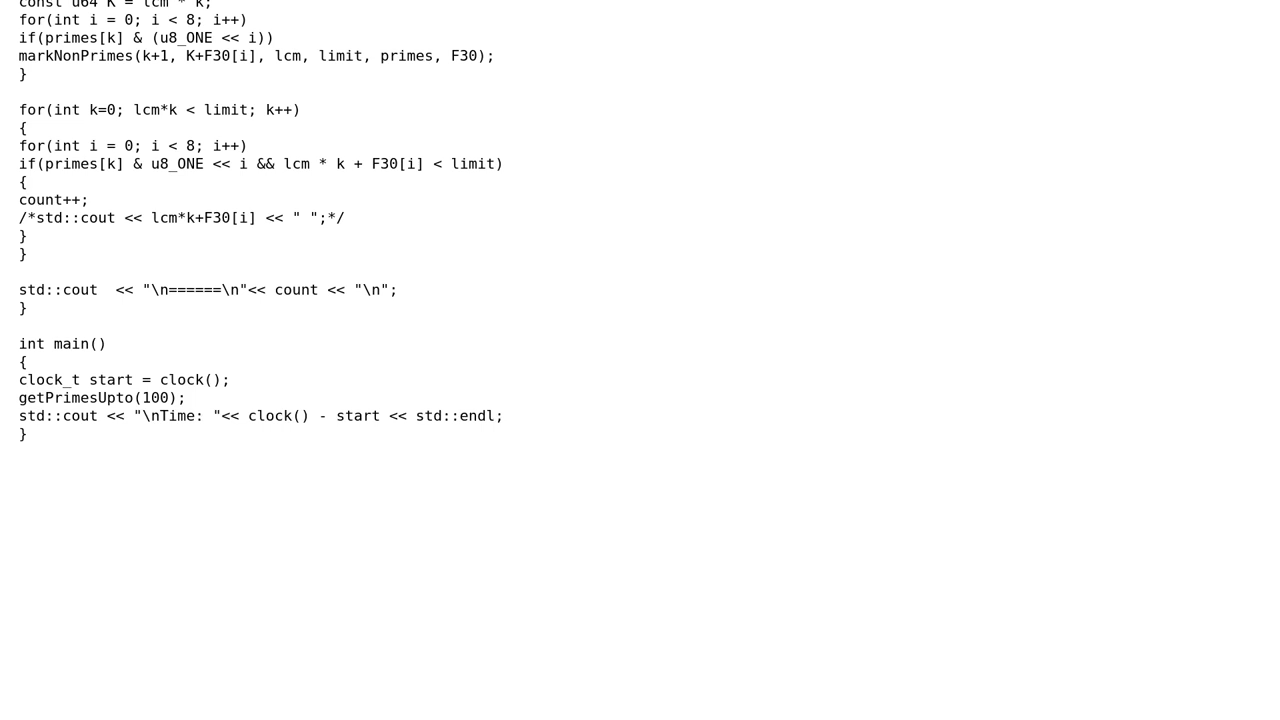 const u64 K = lcm * k;
for(int i = 0; i < 8; i++)
if(primes[k] & (u8_ONE << i))
markNonPrimes(k+1, K+F30[i], lcm, limit, primes, F30);
}

for(int k=0; lcm*k < limit; k++)
{
for(int i = 0; i < 8; i++)
if(primes[k] & u8_ONE << i && lcm * k + F30[i] < limit)
{
count++;
/*std::cout << lcm*k+F30[i] << " ";*/
}
}

std::cout  << "\n======\n"<< count << "\n";
}

int main()
{
clock_t start = clock();
getPrimesUpto(100);
std::cout << "\nTime: "<< clock() - start << std::endl;
}